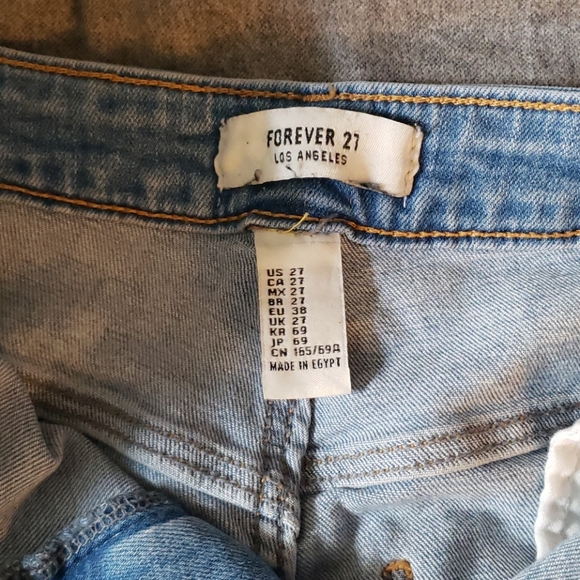 FOREVER 21
LOS ANGELES
US 27
CA 27
MX 27
BR 27
EU 38
UK 27
KR 69
JP 69
CN 165/69A
MADE IN EGYPT